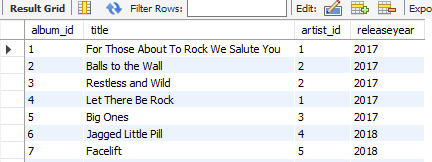 Result Grid Filter Rows: Edit: Expo
album_id title artist_id releaseyear
1 For Those About To Rock We Salute You 1 2017
2 Balls to the Wall 2 2017
3 Restless and Wild 2 2017
4 Let There Be Rock 1 2017
5 Big Ones 3 2017
6 Jagged Little Pill 4 2018
7 Facelift 5 2018